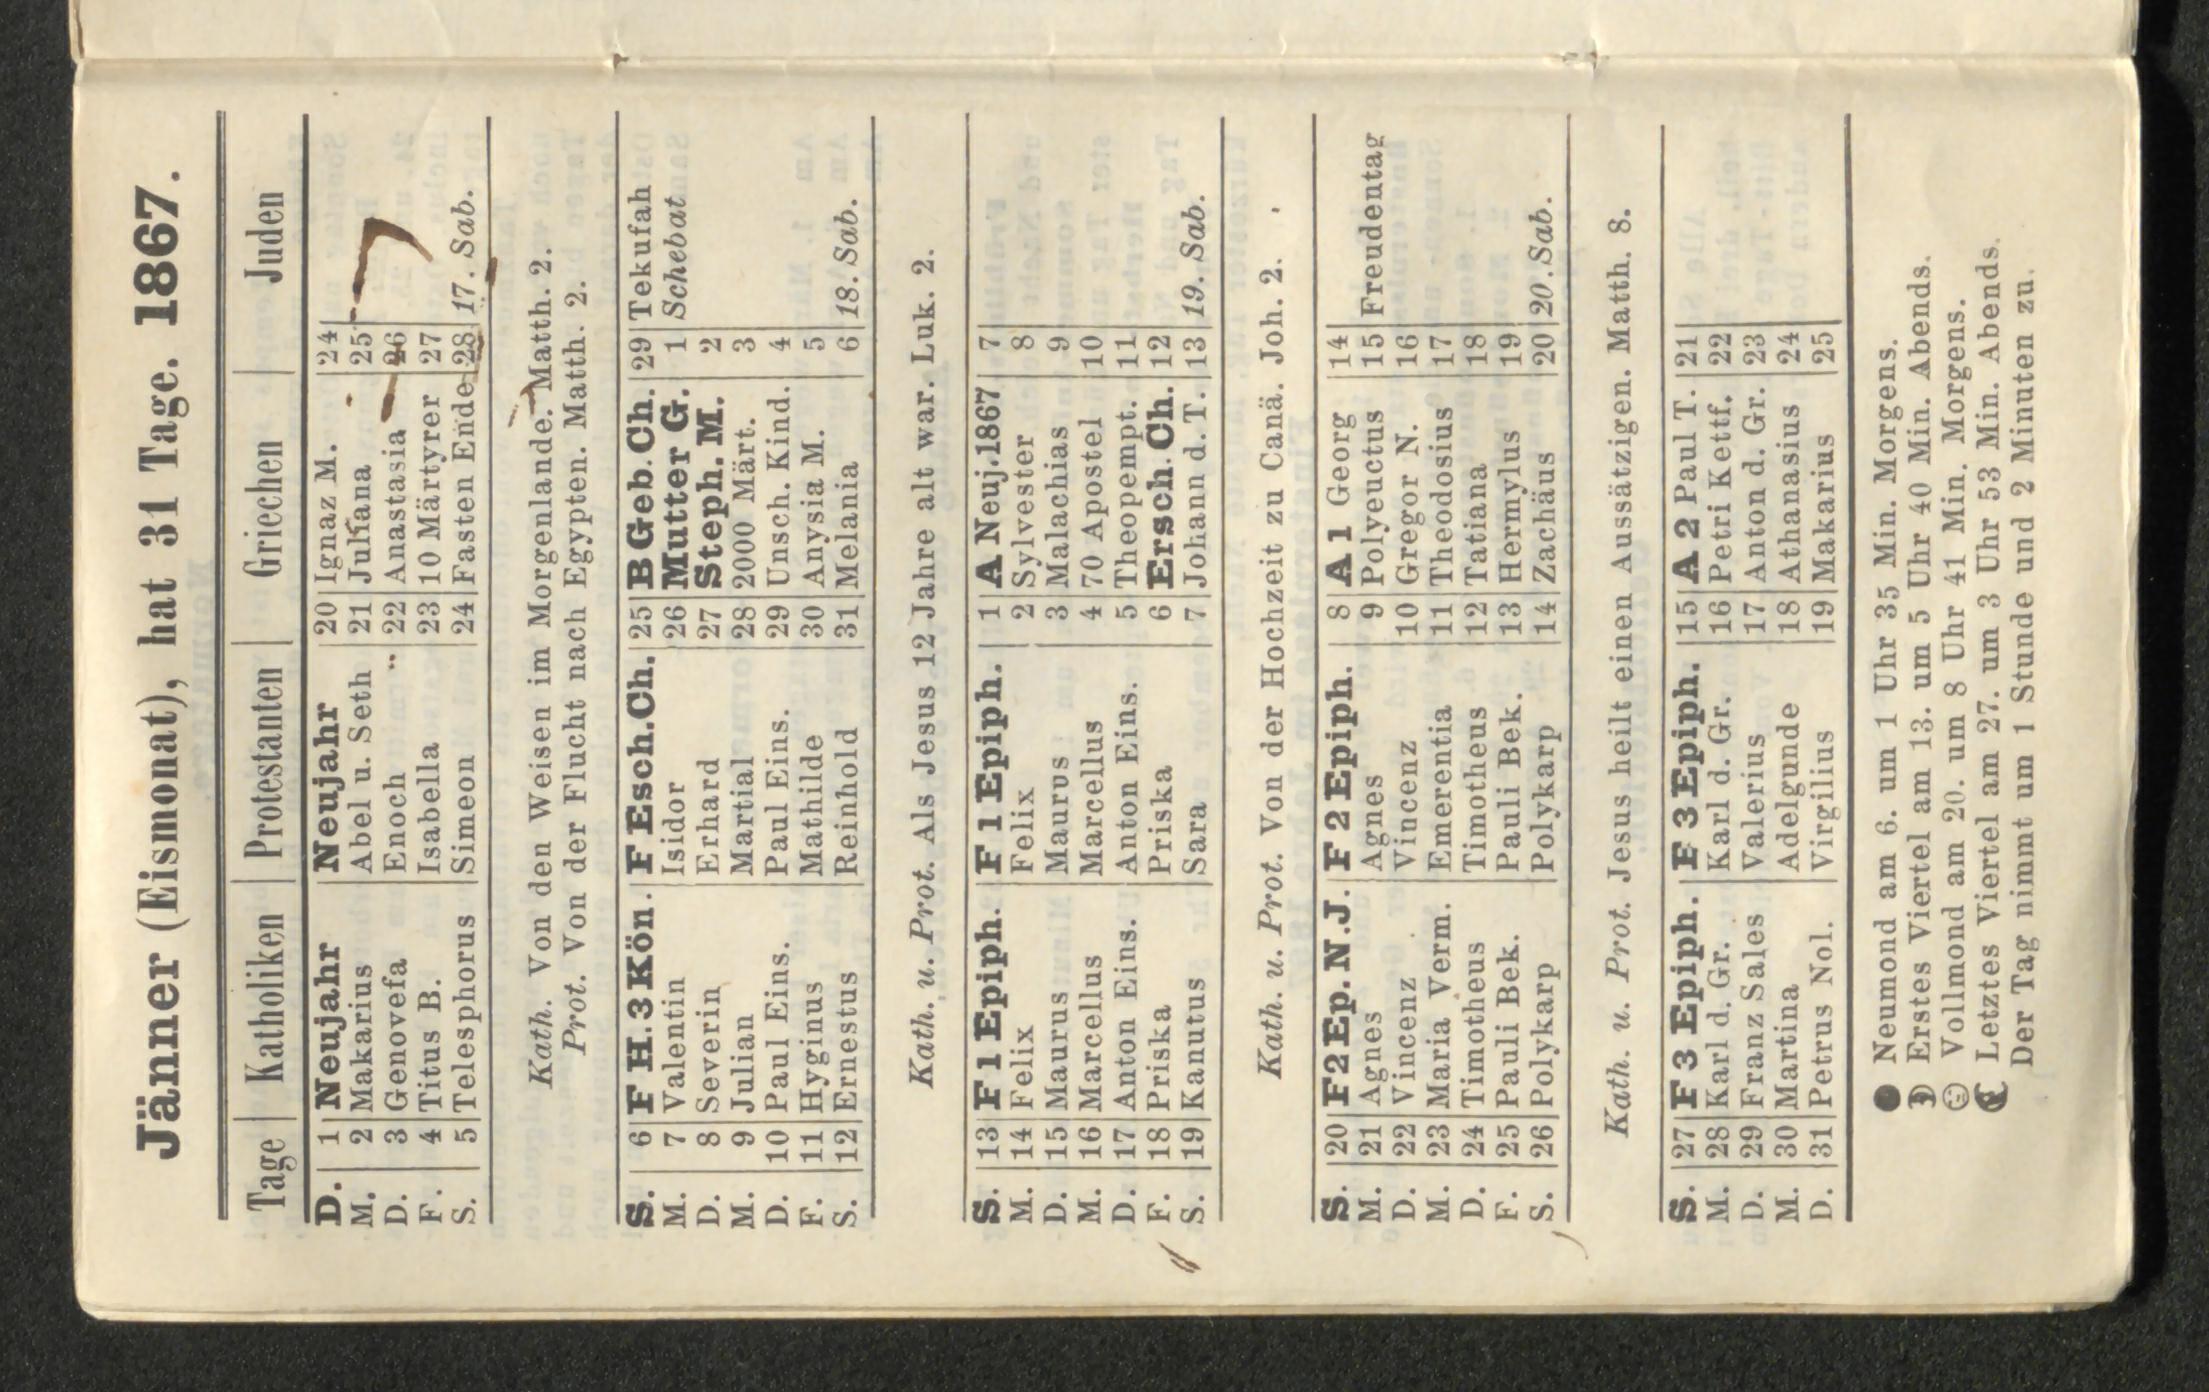 Jänner (Eismonat), hat 31 Tage. 1867.
Tage Katholiken Protestanten Griechen Juden
D. 1 Neujahr Neujahr 20 Ignaz M. 24
M. 2 Makarius Abel u. Seth 21 Juliana 25
D. 3 Genovefa Enoch 22 Anastasia 26
F. 4 Titus B. Isabella 23 10 Märtyrer 27
S. 5 Telesphorus Simeon 24 Fasten Ende 28 17. Sab.
Kath. Von den Weisen im Morgenlande. Matth. 2.
Prot. Von der Flucht nach Egypten. Matth. 2.
S. 6 F H. 3 Kön. F Esch. Ch. 25 B Geb. Ch. 29 Tekufah
M. 7 Valentin Isidor 26 Mutter G. 1 Schebat
D. 8 Severin Erhard 27 Steph. M. 2
M. 9 Julian Martial 28 2000 Märt. 3
D. 10 Paul Eins. Paul Eins. 29 Unsch. Kind. 4
F. 11 Hyginus Mathilde 30 Anysia M. 5
S. 12 Ernestus Reinhold 31 Melania 6 18. Sab.
Kath. u. Prot. Als Jesus 12 Jahre alt war. Luk. 2.
S. 13 F 1 Epiph. F 1 Epiph. 1 A Neuj. 1867 7
M. 14 Felix Felix 2 Sylvester 8
D. 15 Maurus Maurus 3 Malachias 9
M. 16 Marcellus Marcellus 4 70 Apostel 10
D. 17 Anton Eins. Anton Eins. 5 Theopempt. 11
F. 18 Priska Priska 6 Ersch. Ch. 12
S. 19 Kanutus Sara 7 Johann d. T. 13 19. Sab.
Kath. u. Prot. Von der Hochzeit zu Canä. Joh. 2.
S. 20 F 2 Ep. N. J. F 2 Epiph. 8 A 1 Georg 14
M. 21 Agnes Agnes 9 Polyeuctus 15 Freudentag
D. 22 Vincenz Vincenz 10 Gregor N. 16
M. 23 Maria Verm. Emerentia 11 Theodosius 17
D. 24 Timotheus Timotheus 12 Tatiana 18
F. 25 Pauli Bek. Pauli Bek. 13 Hermylus 19
S. 26 Polykarp Polykarp 14 Zachäus 20 20. Sab.
Kath. u. Prot. Jesus heilt einen Aussätzigen. Matth. 8.
S. 27 F 3 Epiph. E 3 Epiph. 15 A 2 Paul T. 21
M. 28 Karl d. Gr. Karl d. Gr. 16 Petri Kettf. 22
D. 29 Franz Sales Valerius 17 Anton d. Gr. 23
M. 30 Martina Adelgunde 18 Athanasius 24
D. 31 Petrus Nol. Virgilius 19 Makarius 25
Neumond am 6. um 1 Uhr 35 Min. Morgens.
Erstes Viertel am 13. um 5 Uhr 40 Min. Abends.
Vollmond am 20. um 8 Uhr 41 Min. Morgens.
Letztes Viertel am 27. um 3 Uhr 53 Min. Abends.
Der Tag nimmt um 1 Stunde und 2 Minuten zu.